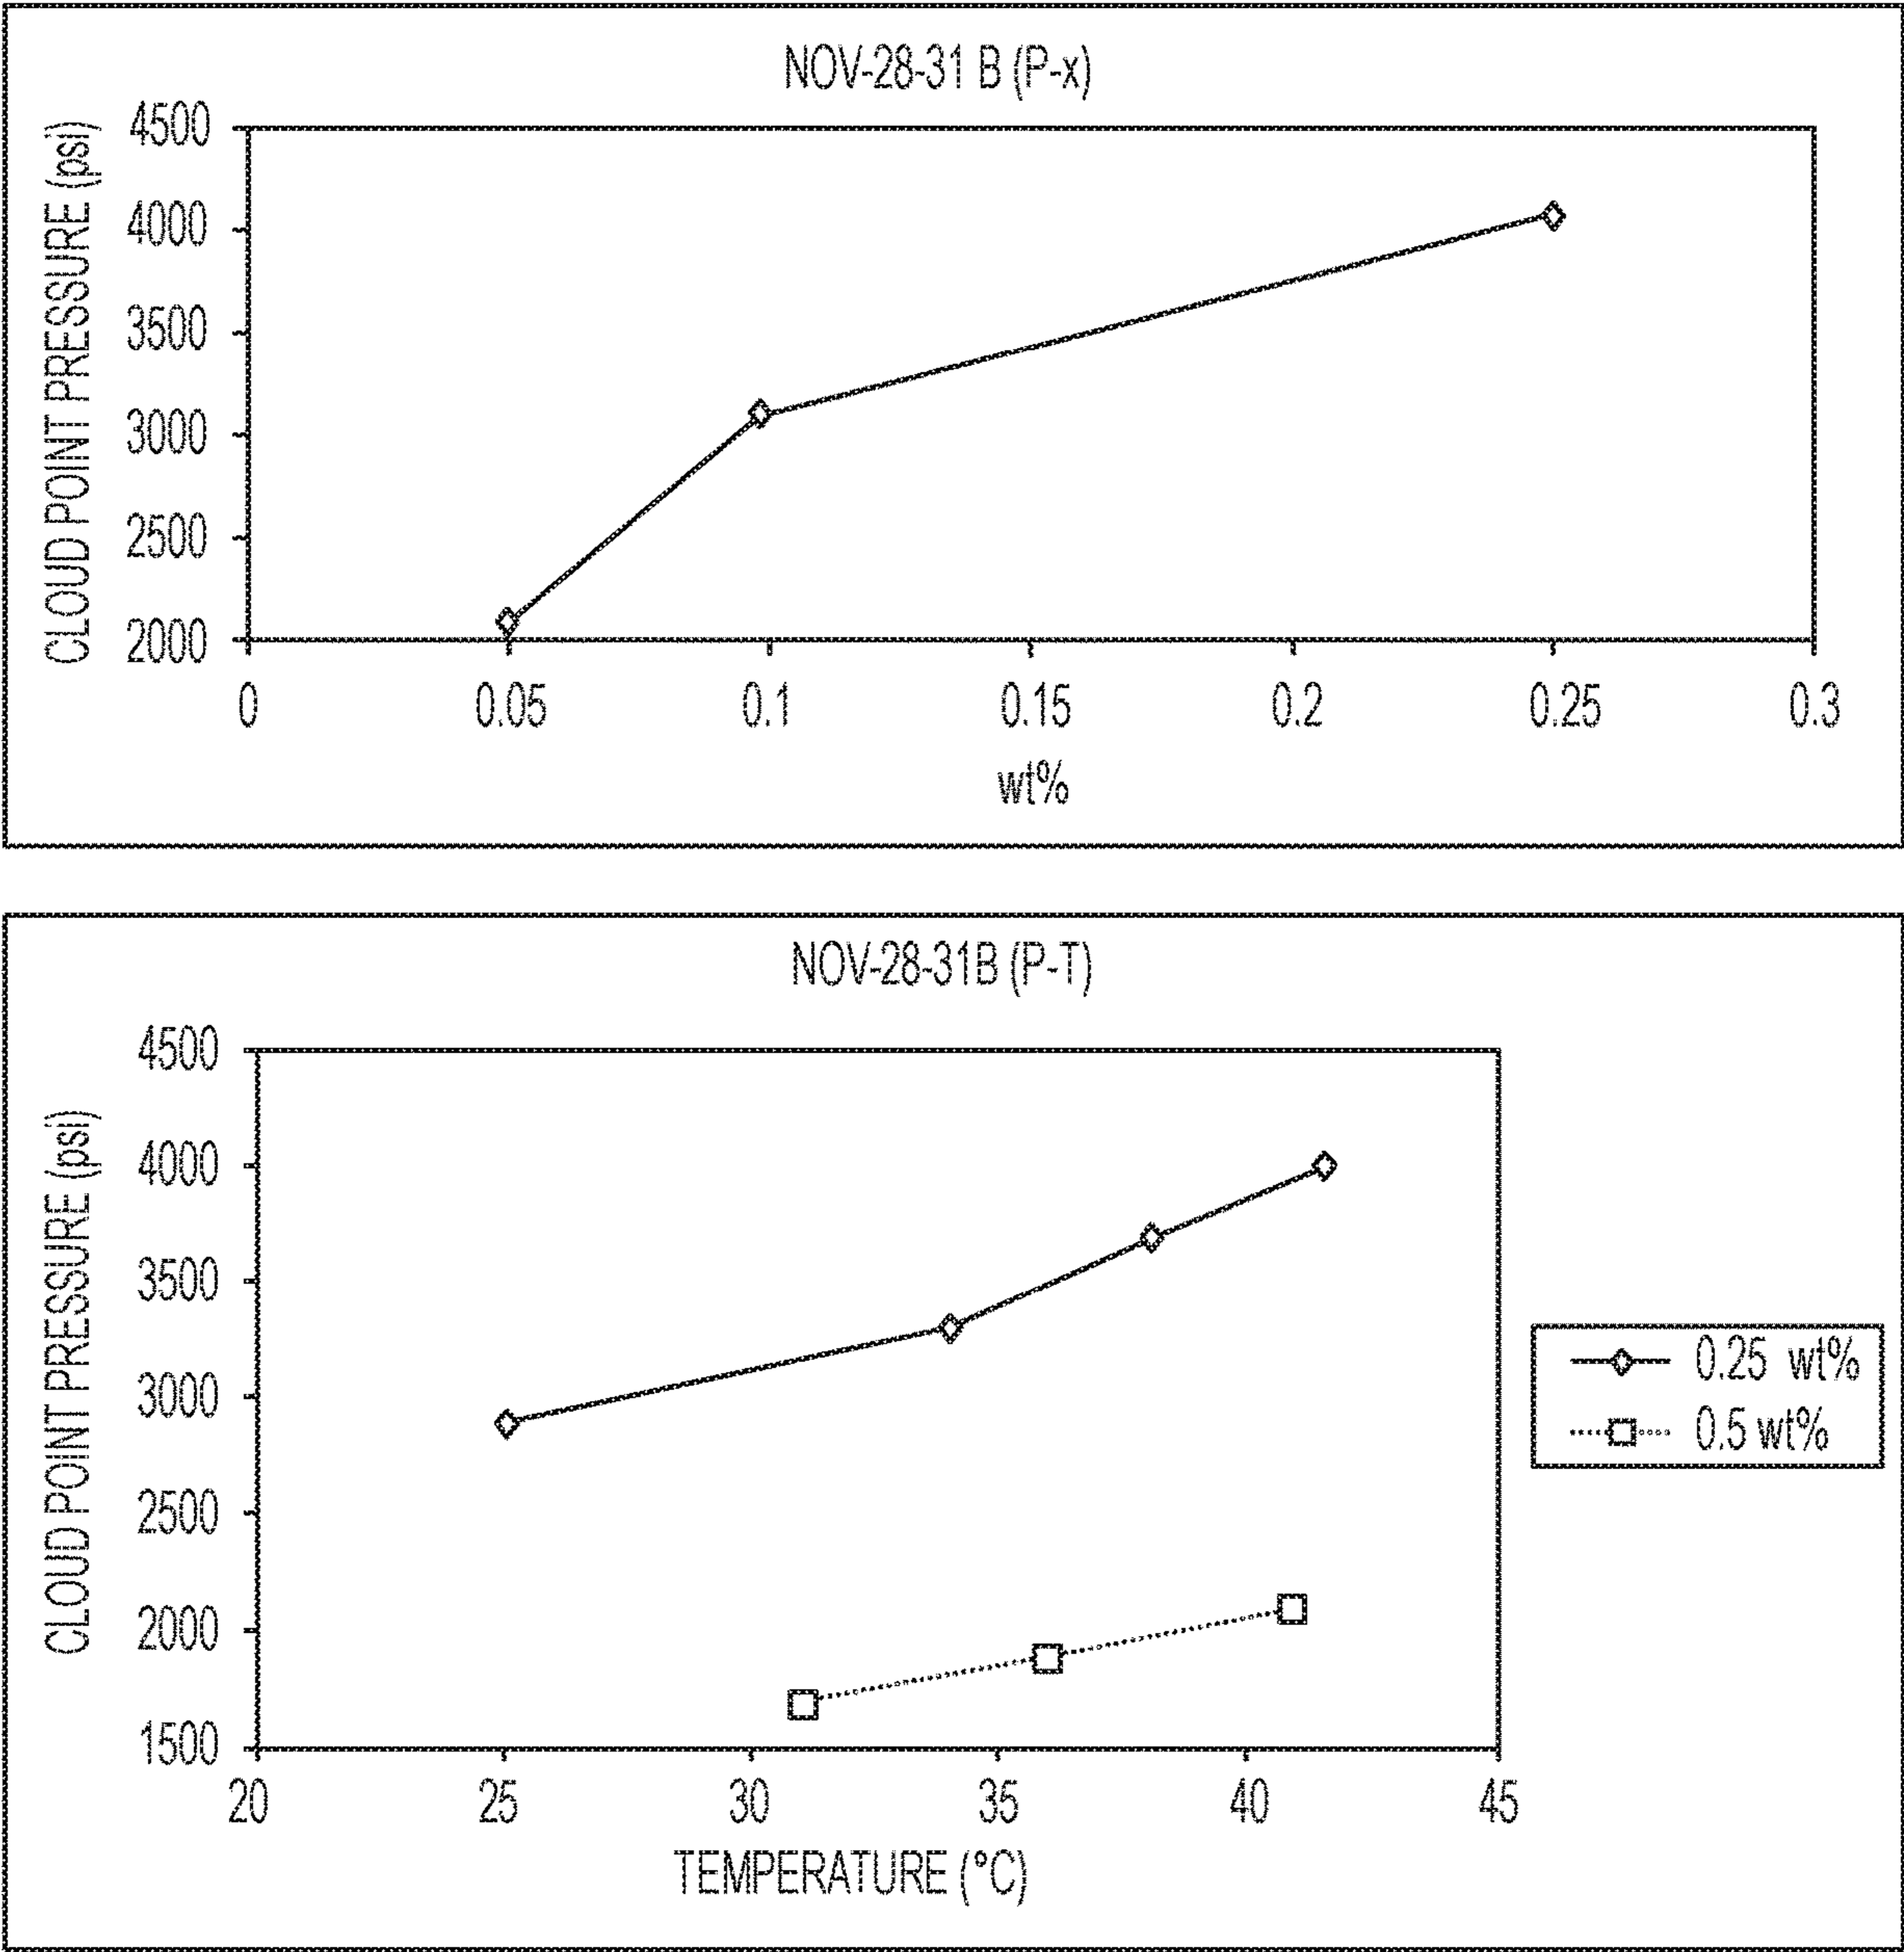 NOV-28-31 B (P-x)
CLOUD POINT PRESSURE (psi)
4500
4000
3500
3000
2500
2000
0 0.05 0.1 0.15 0.2 0.25 0.3
wt%
NOV-28-31B (P-T)
CLOUD POINT PRESSURE (psi)
4500
4000
3500
3000
2500
2000
1500
20 25 30 35 40 45
TEMPERATURE (°C)
0.25 wt%
0.5 wt%